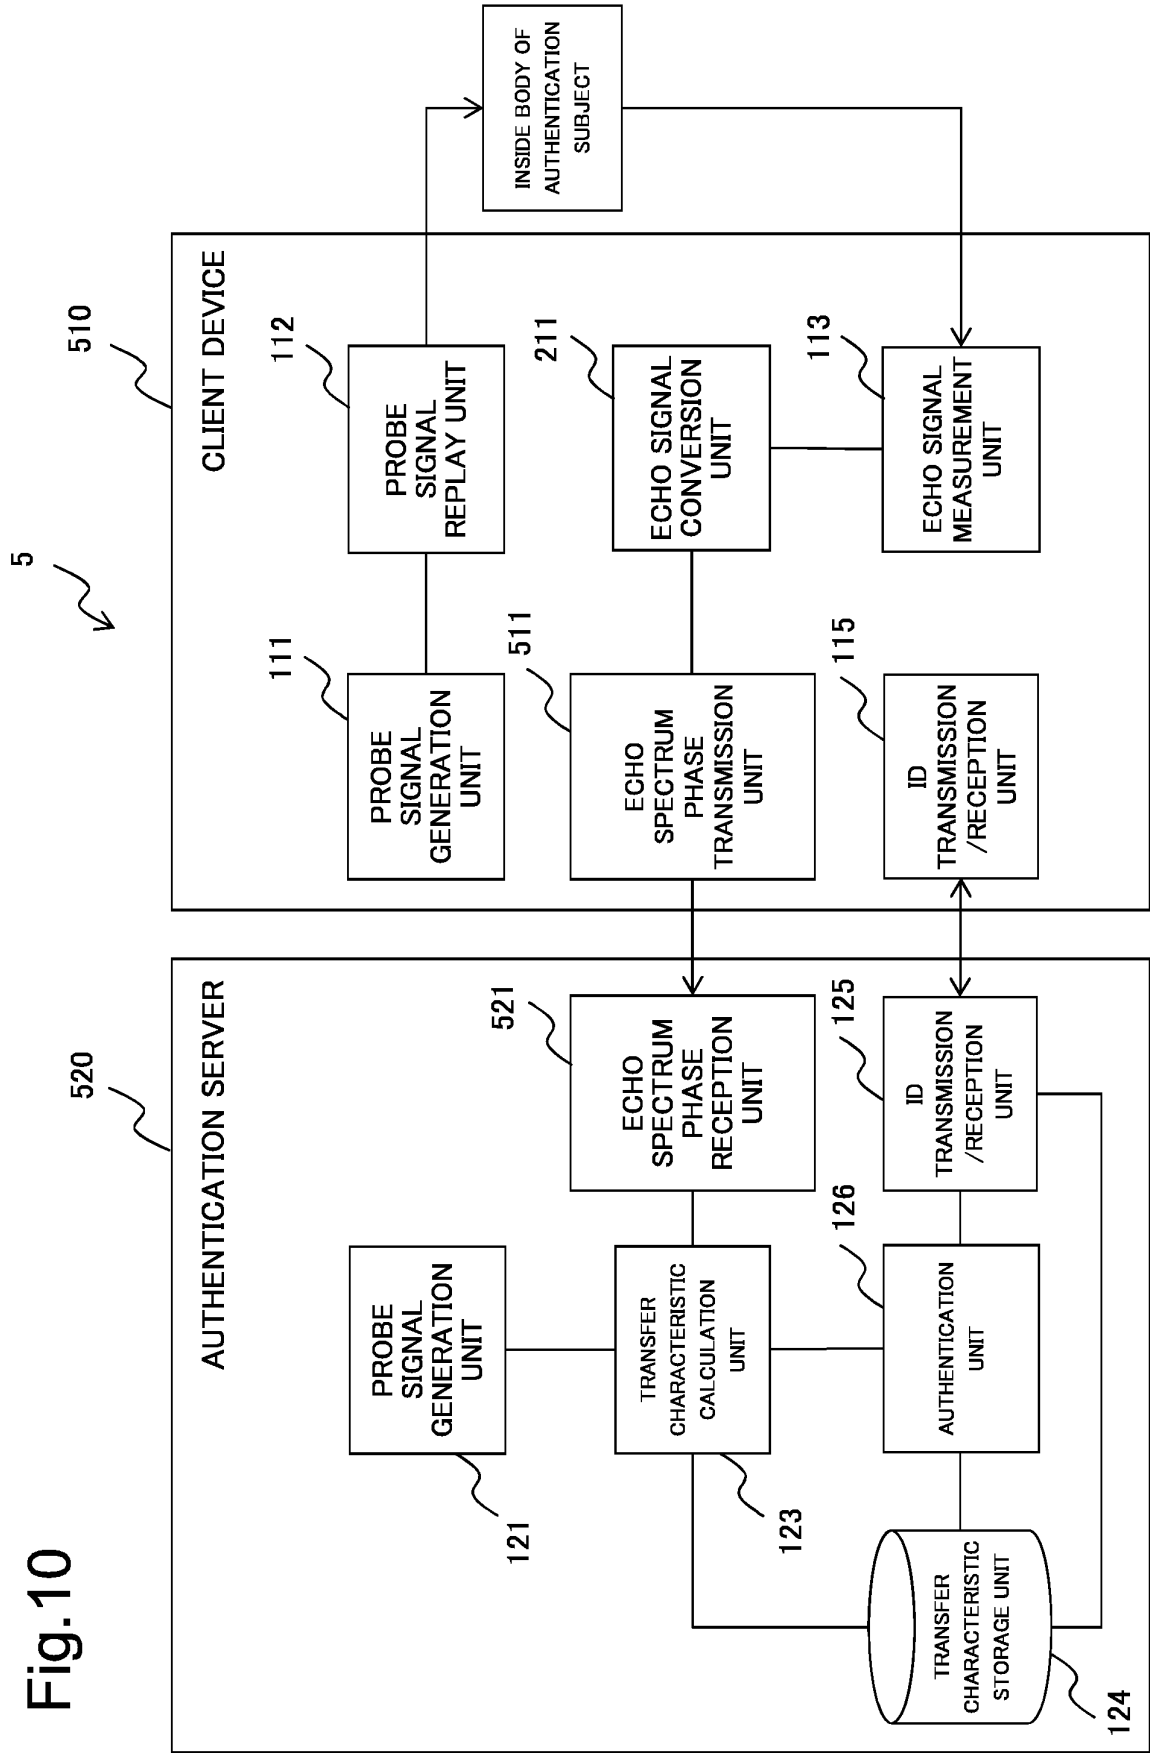 Fig.10
5
520
AUTHENTICATION SERVER
510
CLIENT DEVICE
121
PROBE
SIGNAL
GENERATION
UNIT
111
PROBE
SIGNAL
GENERATION
UNIT
112
PROBE
SIGNAL
REPLAY UNIT
INSIDE BODY OF
AUTHENTICATION
SUBJECT
123
TRANSFER
CHARACTERISTIC
CALCULATION
UNIT
521
ECHO
SPECTRUM
PHASE
RECEPTION
UNIT
511
ECHO
SPECTRUM
PHASE
TRANSMISSION
UNIT
211
ECHO SIGNAL
CONVERSION
UNIT
124
TRANSFER
CHARACTERISTIC
STORAGE UNIT
126
AUTHENTICATION
UNIT
125
ID
TRANSMISSION
/RECEPTION
UNIT
115
ID
TRANSMISSION
/RECEPTION
UNIT
113
ECHO SIGNAL
MEASUREMENT
UNIT